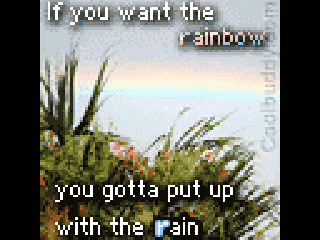 If you want the
rainbow
you gotta put up
with the rain
Coolbuddy.com